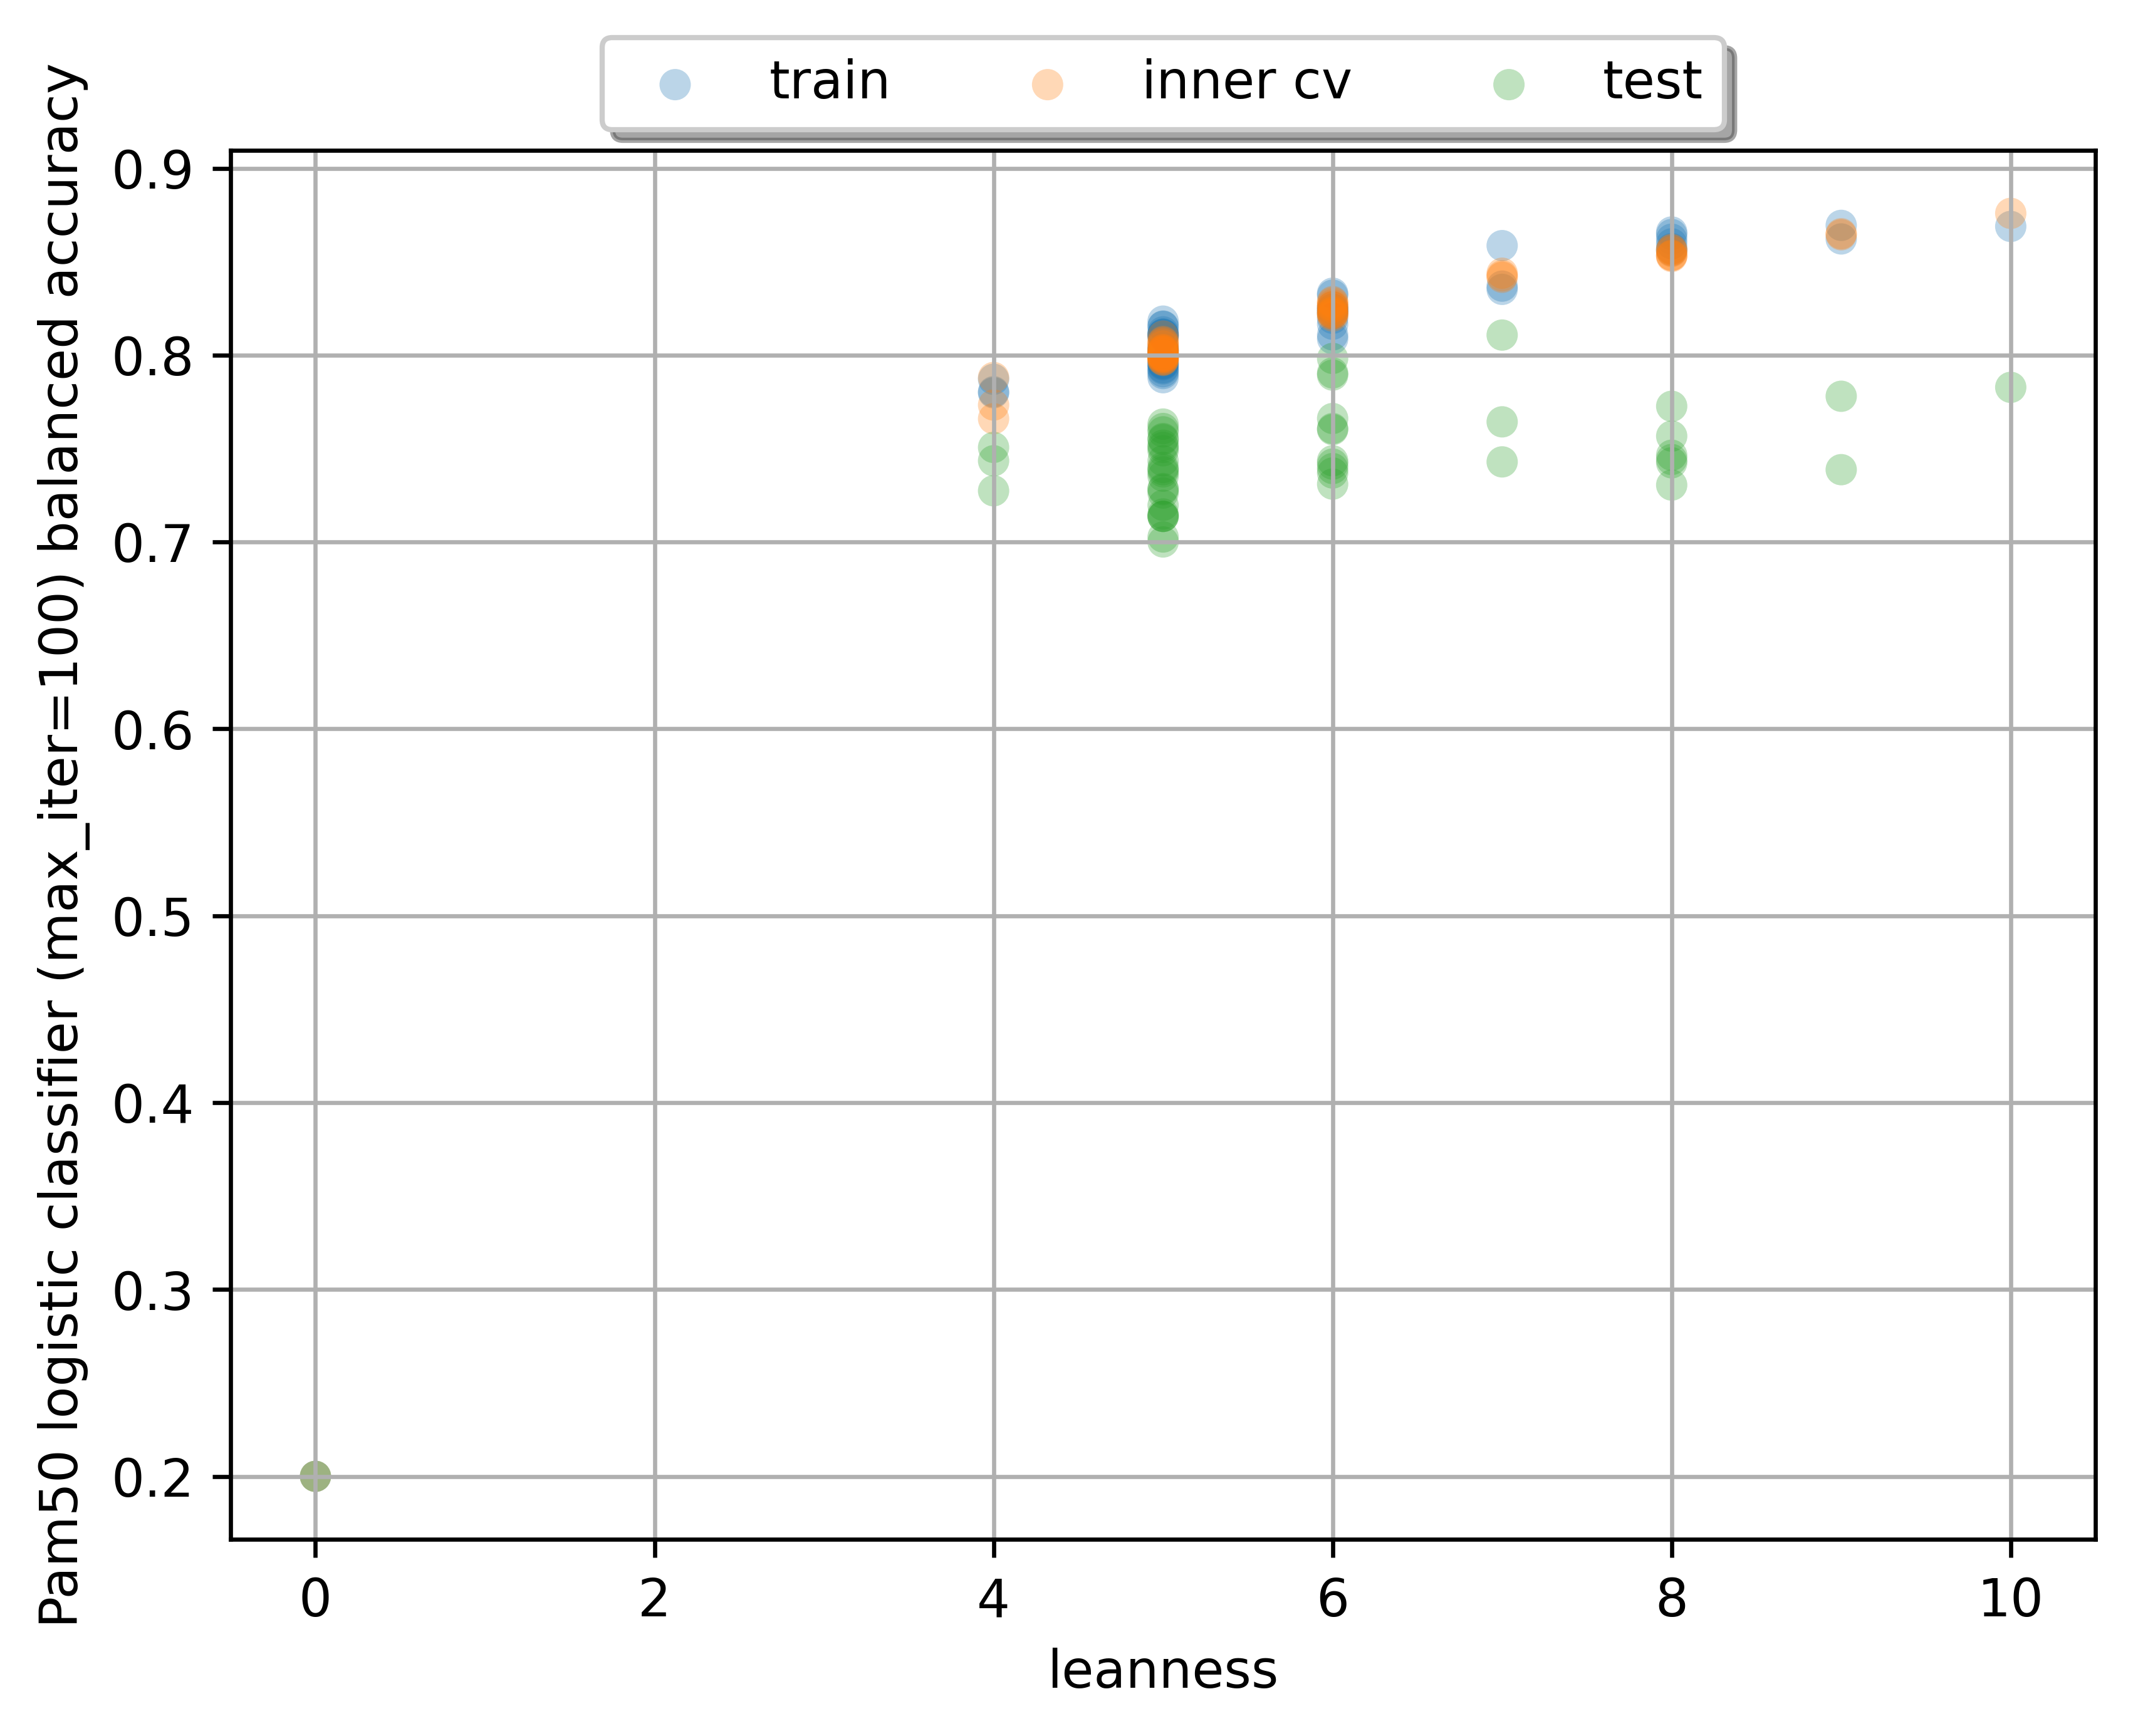 train inner cv test
Pam50 logistic classifier (max_iter=100) balanced accuracy
0.9
0.8
0.7
0.6
0.5
0.4
0.3
0.2
0 2 4 6 8 10
leanness